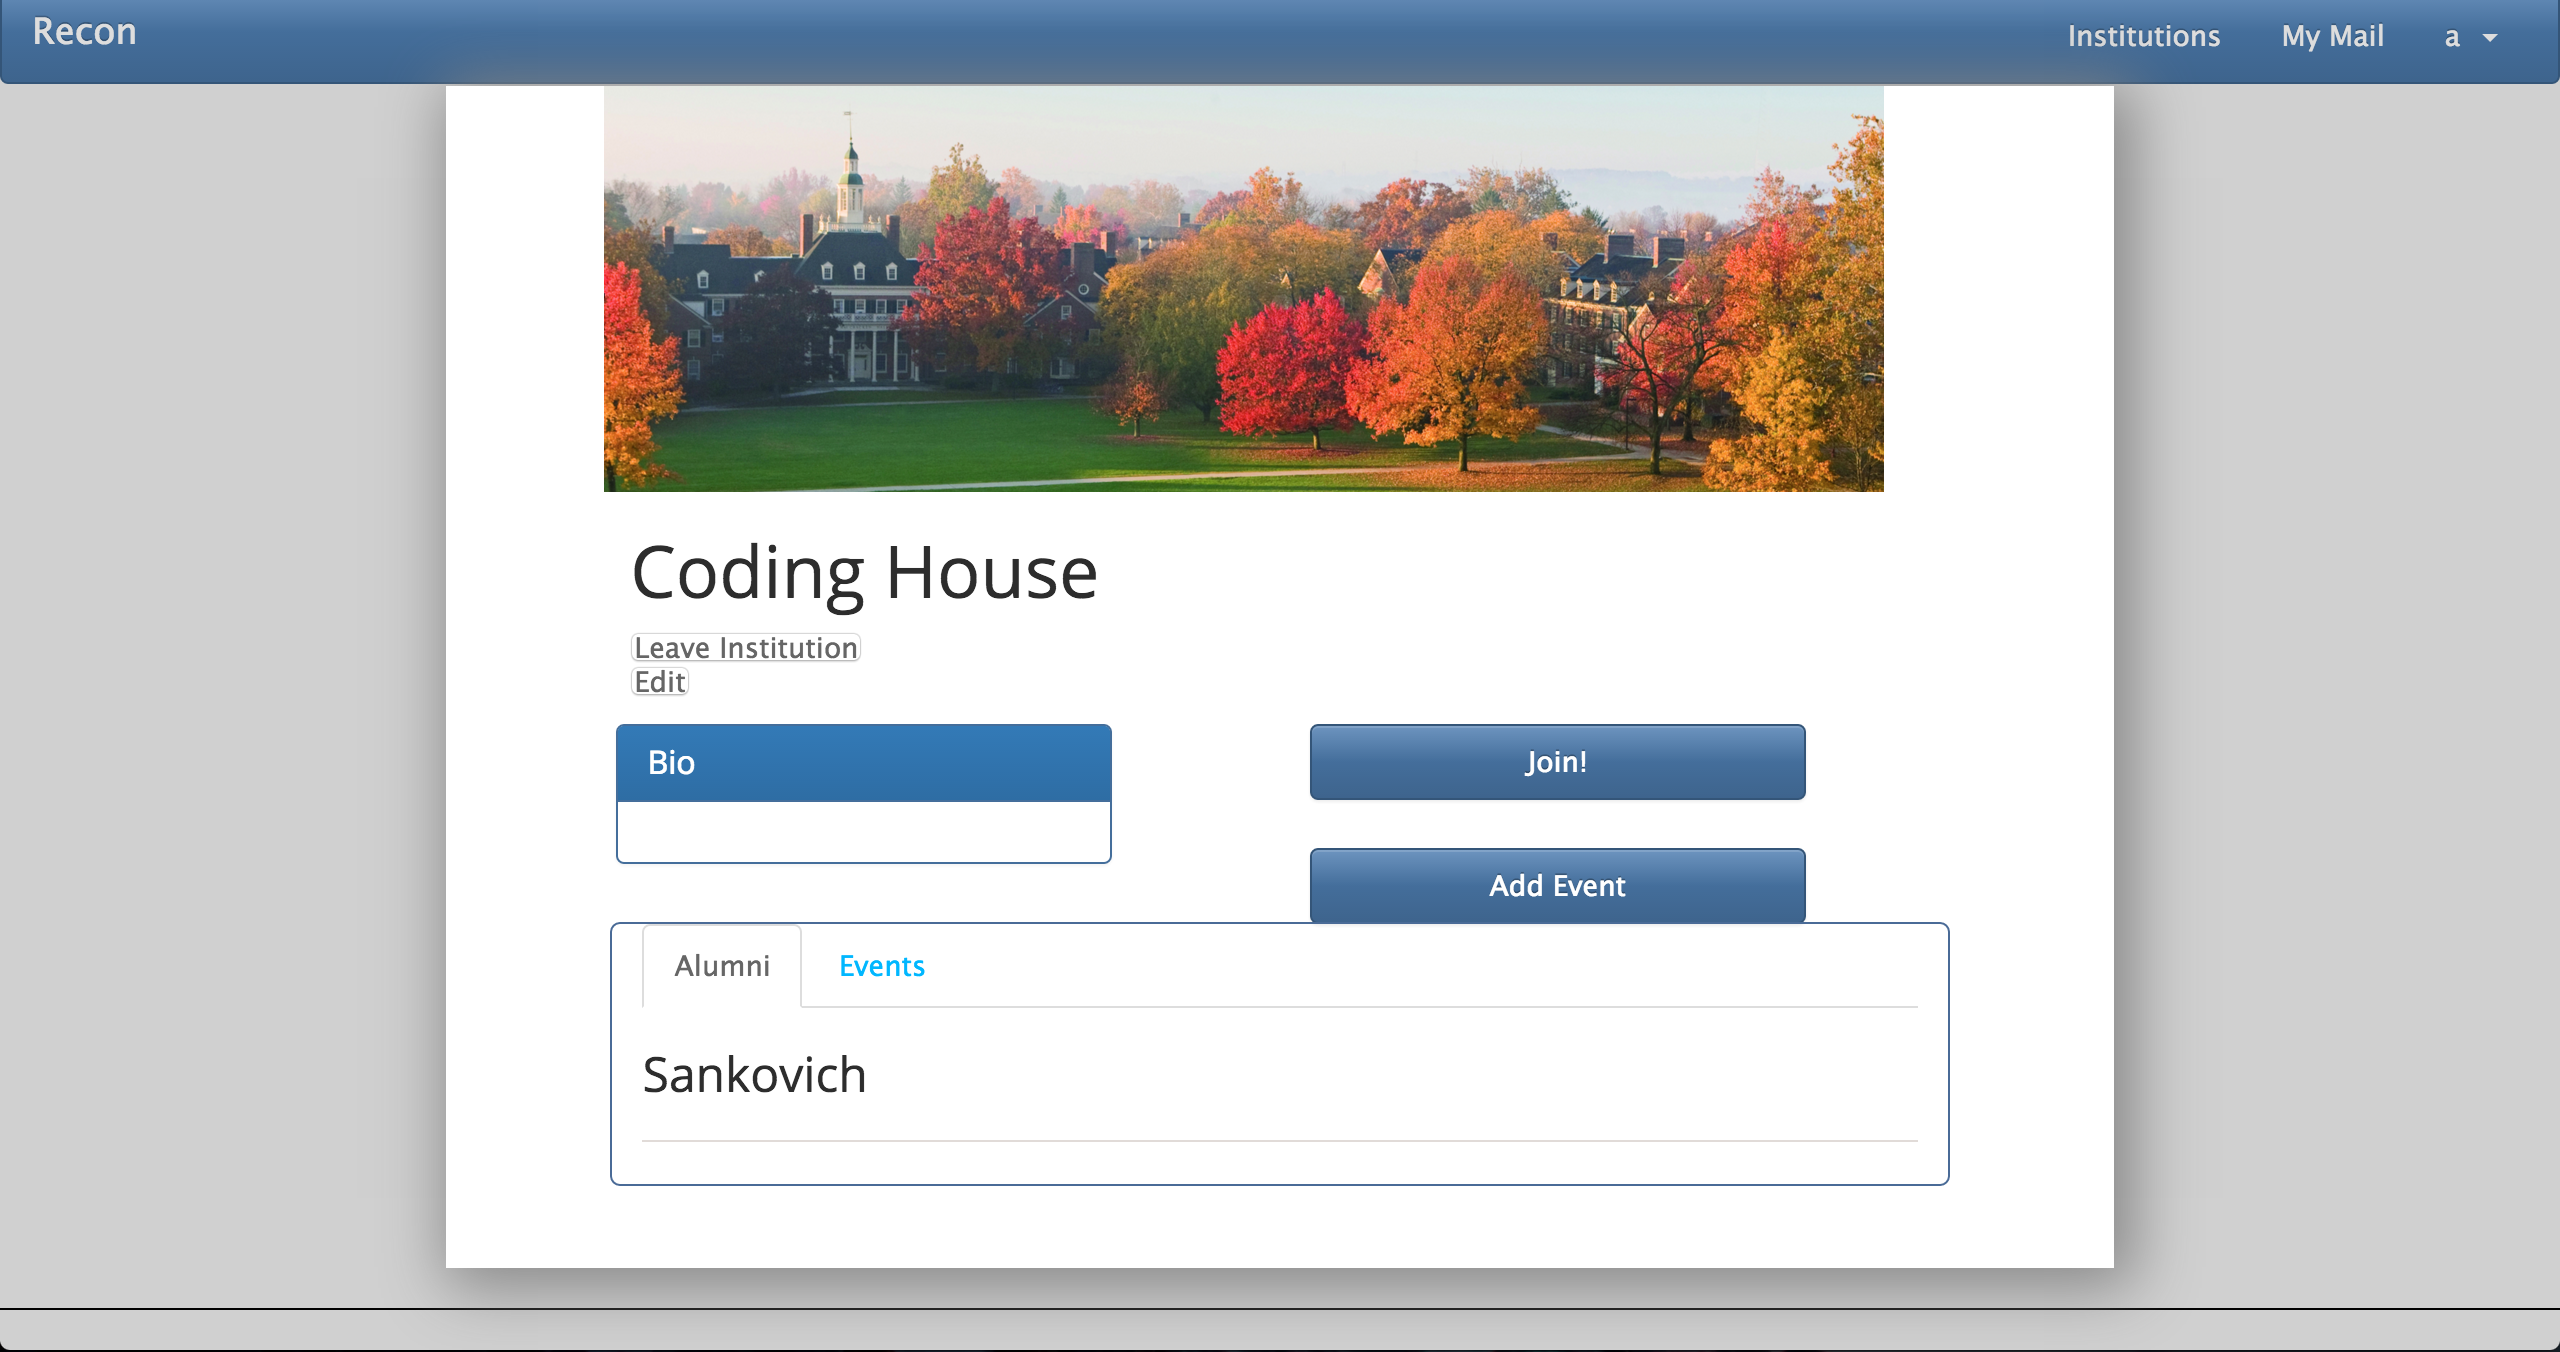 Recon
Institutions
My Mail
a
Coding House
Leave Institution
Edit
Bio
Join!
Add Event
Alumni
Events
Sankovich